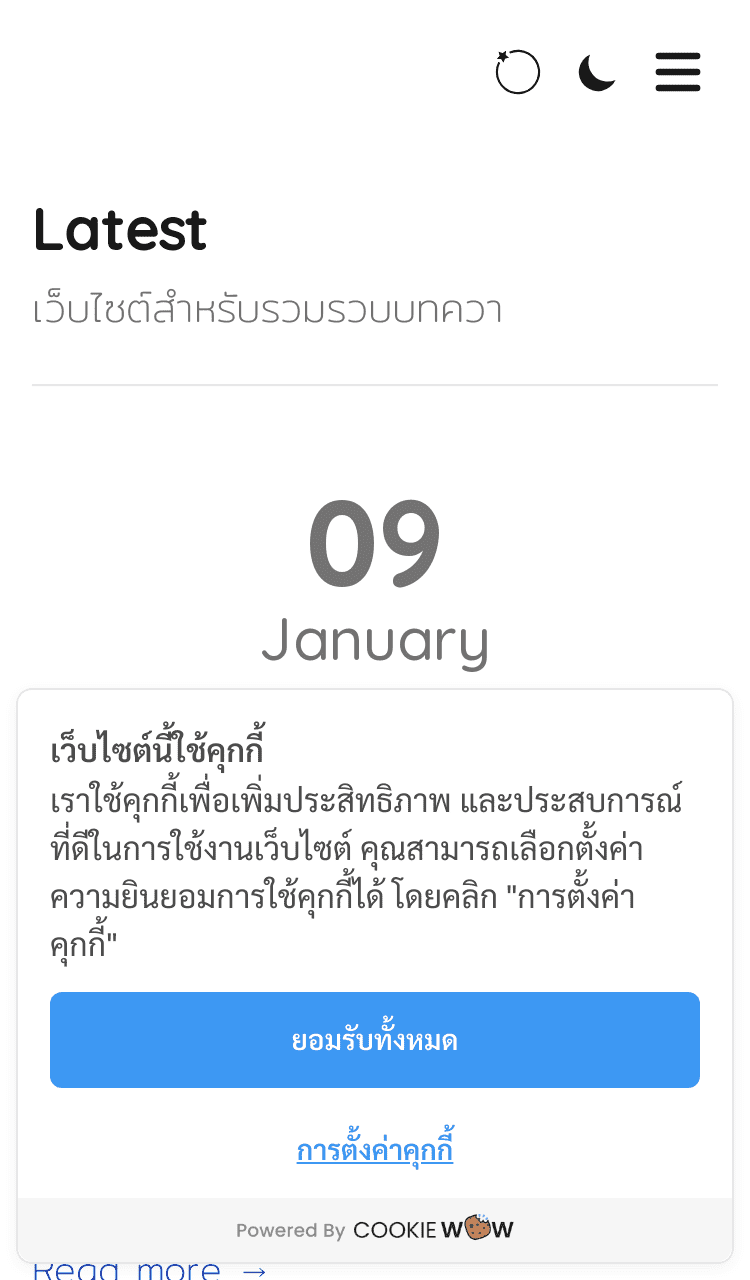 Latest
เว็บไซต์สำหรับรวมรวบบทควา
09
January
เว็บไซต์นี้ใช้คุกกี้
เราใช้คุกกี้เพื่อเพิ่มประสิทธิภาพ และประสบการณ์
ที่ดีในการใช้งานเว็บไซต์ คุณสามารถเลือกตั้งค่า
ความยินยอมการใช้คุกกี้ได้ โดยคลิก "การตั้งค่า
คุกกี้"
ยอมรับทั้งหมด
การตั้งค่าคุกกี้
Powered By COOKIE WOW
Read more →